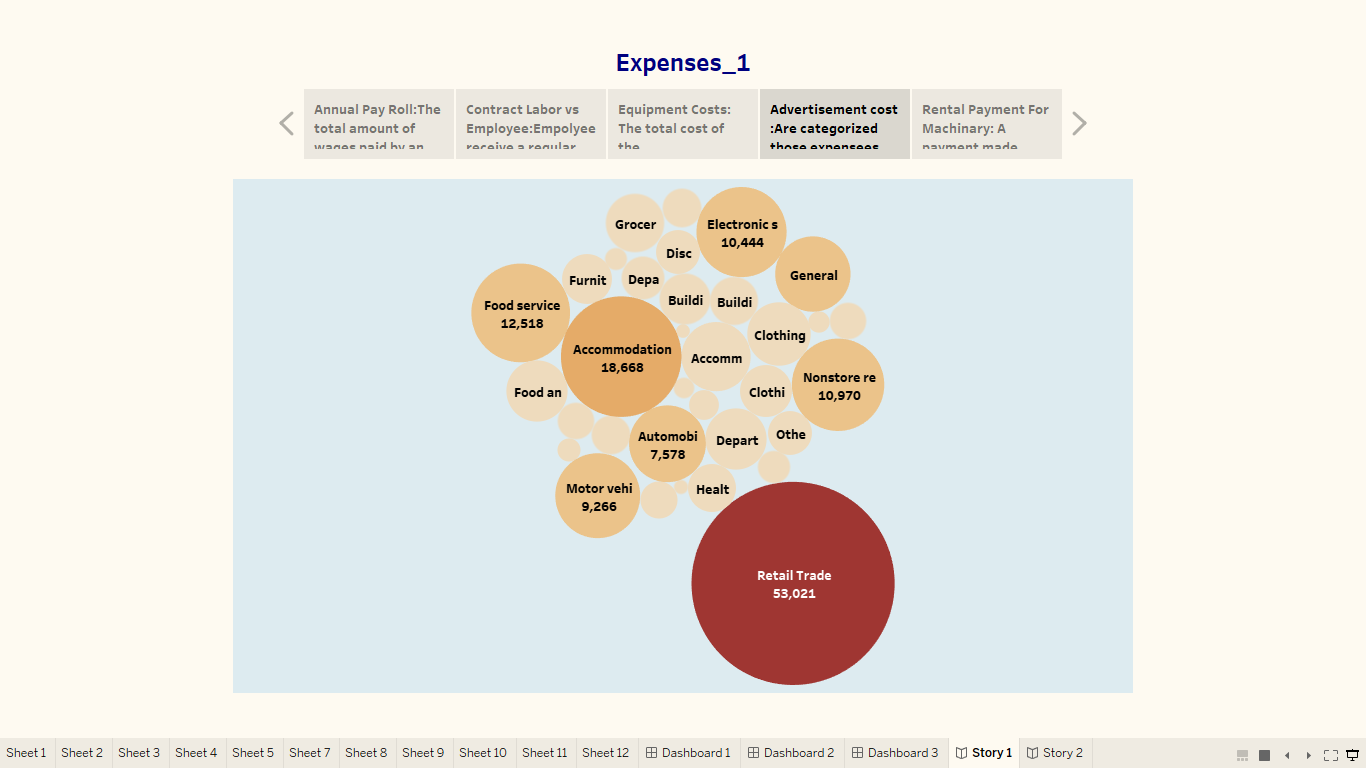 Expenses_1
Annual Pay Roll:The
total amount of
wages paid by an
Contract Labor vs
Employee:Empolyee
receive a regular
Equipment Costs:
The total cost of
the
Advertisement cost
:Are categorized
those expensees
Rental Payment For
Machinary: A
payment made
Grocer
Electronic s
10,444
Disc
General
Furnit
Depa
Buildi
Buildi
Food service
12,518
Clothing
Accommodation
18,668
Accomm
Nonstore re
10,970
Food an
Clothi
Automobi
7,578
Depart
Othe
Motor vehi
9,266
Healt
Retail Trade
53,021
Sheet 1
Sheet 2
Sheet 3
Sheet 4
Sheet 5
Sheet 7
Sheet 8
Sheet 9
Sheet 10
Sheet 11
Sheet 12
Dashboard 1
Dashboard 2
Dashboard 3
Story 1
Story 2